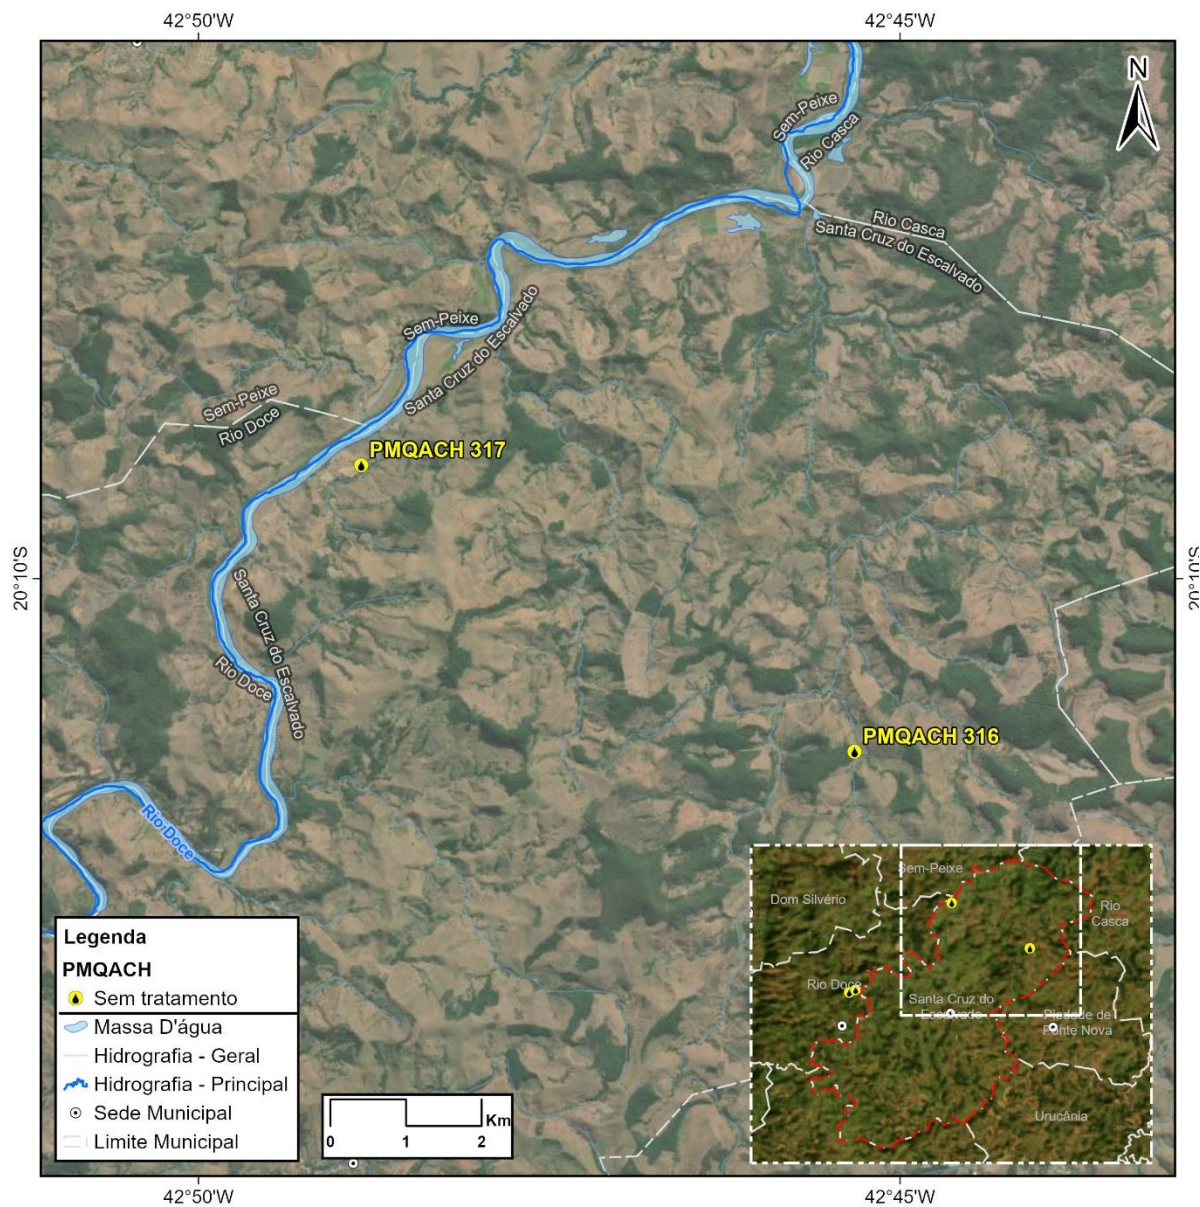 42°50'W
42°45'W
N
Sem-Peixe
Rio Casca
Rio Casca
Santa Cruz do Escalvado
Sem-Peixe
Santa Cruz do Escalvado
Sem-Peixe
Rio Doce
PMQACH 317
20°10'S
20°10'S
Santa Cruz do Escalvado
Rio Doce
PMQACH 316
Rio Doce
Sem-Peixe
Dom Silvério
Rio
Casca
Rio Doce
Santa Cruz do
Escalvado
Piedade de
Ponte Nova
Urucânia
Legenda
PMQACH
Sem tratamento
Massa D'água
Hidrografia - Geral
Hidrografia - Principal
Sede Municipal
Limite Municipal
Km
0 1 2
42°50'W
42°45'W